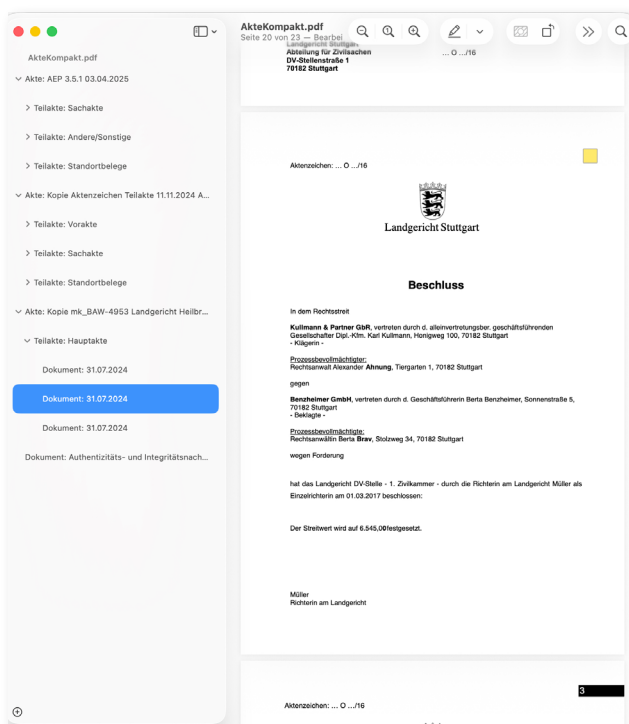 AkteKompakt.pdf
Akte: AEP 3.5.1 03.04.2025
Teilakte: Sachakte
Teilakte: Andere/Sonstige
Teilakte: Standortbelege
Akte: Kopie Aktenzeichen Teilakte 11.11.2024 A...
Teilakte: Vorakte
Teilakte: Sachakte
Teilakte: Standortbelege
Akte: Kopie mk_BAW-4953 Landgericht Heilbr...
Teilakte: Hauptakte
Dokument: 31.07.2024
Dokument: 31.07.2024
Dokument: 31.07.2024
Dokument: Authentizitäts- und Integritätsnach...
AkteKompakt.pdf
Seite 20 von 23 — Bearbei
Landgericht Stuttgart
Abteilung für Zivilsachen
... O ../16
DV-Stellenstraße 1
70182 Stuttgart
Aktenzeichen: ... O .../16
Landgericht Stuttgart
Beschluss
In dem Rechtsstreit
Kullmann & Partner GbR, vertreten durch d. alleinvertretungsber. geschäftsführenden
Gesellschafter Dipl.-Kfm. Karl Kullmann, Honigweg 100, 70182 Stuttgart
- Klägerin -
Prozessbevollmächtigter:
Rechtsanwalt Alexander Ahnung, Tiergarten 1, 70182 Stuttgart
gegen
Benzheimer GmbH, vertreten durch d. Geschäftsführerin Berta Benzheimer, Sonnenstraße 5,
70182 Stuttgart
- Beklagte -
Prozessbevollmächtigte:
Rechtsanwältin Berta Brav, Stolzweg 34, 70182 Stuttgart
wegen Forderung
hat das Landgericht DV-Stelle - 1. Zivilkammer - durch die Richterin am Landgericht Müller als
Einzelrichterin am 01.03.2017 beschlossen:
Der Streitwert wird auf 6.545,00festgesetzt.
Müller
Richterin am Landgericht
3
Aktenzeichen: ... O .../16